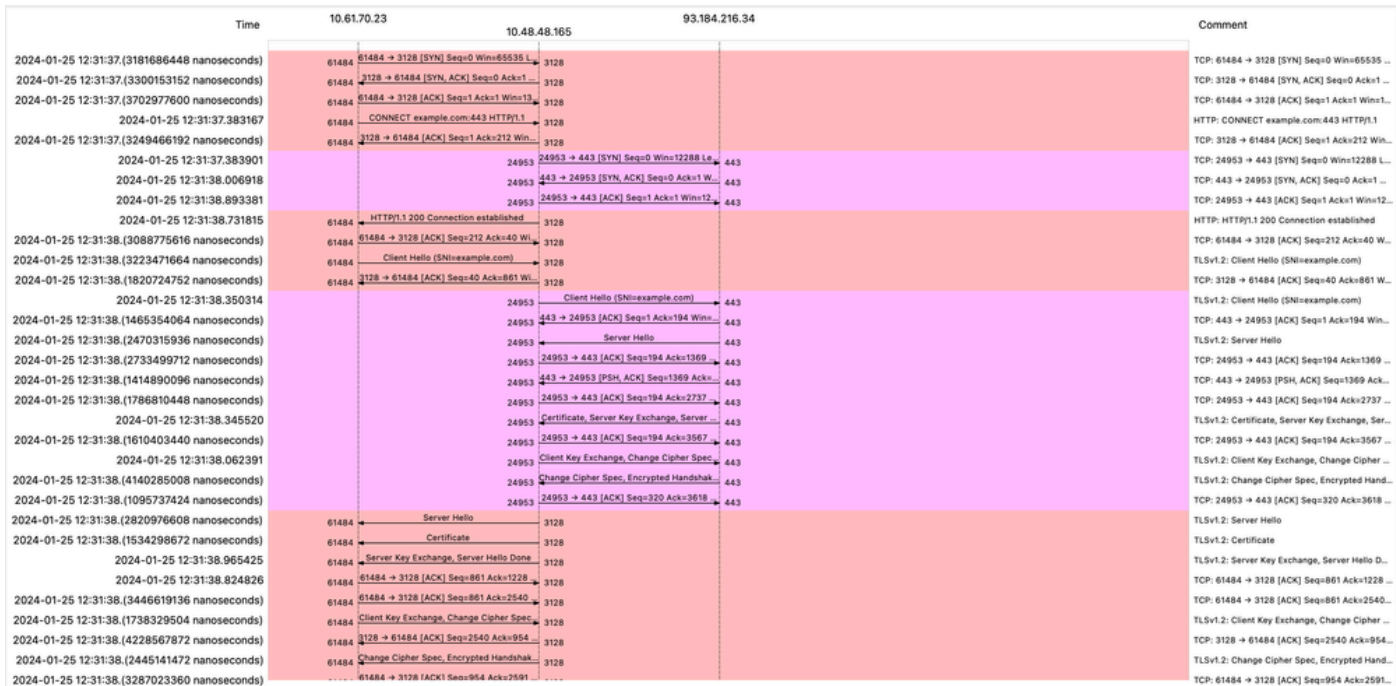 Time 10.61.70.23 10.48.48.165 93.184.216.34 Comment
2024-01-25 12:31:37.(3181686448 nanoseconds) 61484 61484 → 3128 [SYN] Seq=0 Win=65535 L... 3128 TCP: 61484 → 3128 [SYN] Seq=0 Win=65535 ...
2024-01-25 12:31:37.(3300153152 nanoseconds) 61484 3128 → 61484 [SYN, ACK] Seq=0 Ack=1 ... 3128 TCP: 3128 → 61484 [SYN, ACK] Seq=0 Ack=1 ...
2024-01-25 12:31:37.(3702977600 nanoseconds) 61484 61484 → 3128 [ACK] Seq=1 Ack=1 Win=13... 3128 TCP: 61484 → 3128 [ACK] Seq=1 Ack=1 Win=1...
2024-01-25 12:31:37.383167 61484 CONNECT example.com:443 HTTP/1.1 3128 HTTP: CONNECT example.com:443 HTTP/1.1
2024-01-25 12:31:37.(3249466192 nanoseconds) 61484 3128 → 61484 [ACK] Seq=1 Ack=212 Win... 3128 TCP: 3128 → 61484 [ACK] Seq=1 Ack=212 Win...
2024-01-25 12:31:37.383901 24953 24953 → 443 [SYN] Seq=0 Win=12288 Le... 443 TCP: 24953 → 443 [SYN] Seq=0 Win=12288 L...
2024-01-25 12:31:38.006918 24953 443 → 24953 [SYN, ACK] Seq=0 Ack=1 W... 443 TCP: 443 → 24953 [SYN, ACK] Seq=0 Ack=1 ...
2024-01-25 12:31:38.893381 24953 24953 → 443 [ACK] Seq=1 Ack=1 Win=12... 443 TCP: 24953 → 443 [ACK] Seq=1 Ack=1 Win=12...
2024-01-25 12:31:38.731815 61484 HTTP/1.1 200 Connection established 3128 HTTP: HTTP/1.1 200 Connection established
2024-01-25 12:31:38.(3088775616 nanoseconds) 61484 61484 → 3128 [ACK] Seq=212 Ack=40 Wi... 3128 TCP: 61484 → 3128 [ACK] Seq=212 Ack=40 W...
2024-01-25 12:31:38.(3223471664 nanoseconds) 61484 Client Hello (SNI=example.com) 3128 TLSv1.2: Client Hello (SNI=example.com)
2024-01-25 12:31:38.(1820724752 nanoseconds) 61484 3128 → 61484 [ACK] Seq=40 Ack=861 Wi... 3128 TCP: 3128 → 61484 [ACK] Seq=40 Ack=861 W...
2024-01-25 12:31:38.350314 24953 Client Hello (SNI=example.com) 443 TLSv1.2: Client Hello (SNI=example.com)
2024-01-25 12:31:38.(1465354064 nanoseconds) 24953 443 → 24953 [ACK] Seq=1 Ack=194 Win=... 443 TCP: 443 → 24953 [ACK] Seq=1 Ack=194 Win...
2024-01-25 12:31:38.(2470315936 nanoseconds) 24953 Server Hello 443 TLSv1.2: Server Hello
2024-01-25 12:31:38.(2733499712 nanoseconds) 24953 24953 → 443 [ACK] Seq=194 Ack=1369 ... 443 TCP: 24953 → 443 [ACK] Seq=194 Ack=1369 ...
2024-01-25 12:31:38.(1414890096 nanoseconds) 24953 443 → 24953 [PSH, ACK] Seq=1369 Ack=... 443 TCP: 443 → 24953 [PSH, ACK] Seq=1369 Ack...
2024-01-25 12:31:38.(1786810448 nanoseconds) 24953 24953 → 443 [ACK] Seq=194 Ack=2737 ... 443 TCP: 24953 → 443 [ACK] Seq=194 Ack=2737 ...
2024-01-25 12:31:38.345520 24953 Certificate, Server Key Exchange, Server ... 443 TLSv1.2: Certificate, Server Key Exchange, Ser...
2024-01-25 12:31:38.(1610403440 nanoseconds) 24953 24953 → 443 [ACK] Seq=194 Ack=3567 ... 443 TCP: 24953 → 443 [ACK] Seq=194 Ack=3567 ...
2024-01-25 12:31:38.062391 24953 Client Key Exchange, Change Cipher Spec... 443 TLSv1.2: Client Key Exchange, Change Cipher ...
2024-01-25 12:31:38.(4140285008 nanoseconds) 24953 Change Cipher Spec, Encrypted Handshak... 443 TLSv1.2: Change Cipher Spec, Encrypted Hand...
2024-01-25 12:31:38.(1095737424 nanoseconds) 24953 24953 → 443 [ACK] Seq=320 Ack=3618 ... 443 TCP: 24953 → 443 [ACK] Seq=320 Ack=3618 ...
2024-01-25 12:31:38.(2820976608 nanoseconds) 61484 Server Hello 3128 TLSv1.2: Server Hello
2024-01-25 12:31:38.(1534298672 nanoseconds) 61484 Certificate 3128 TLSv1.2: Certificate
2024-01-25 12:31:38.965425 61484 Server Key Exchange, Server Hello Done 3128 TLSv1.2: Server Key Exchange, Server Hello D...
2024-01-25 12:31:38.824826 61484 61484 → 3128 [ACK] Seq=861 Ack=1228 ... 3128 TCP: 61484 → 3128 [ACK] Seq=861 Ack=1228 ...
2024-01-25 12:31:38.(3446619136 nanoseconds) 61484 61484 → 3128 [ACK] Seq=861 Ack=2540 ... 3128 TCP: 61484 → 3128 [ACK] Seq=861 Ack=2540...
2024-01-25 12:31:38.(1738329504 nanoseconds) 61484 Client Key Exchange, Change Cipher Spec... 3128 TLSv1.2: Client Key Exchange, Change Cipher ...
2024-01-25 12:31:38.(4228567872 nanoseconds) 61484 3128 → 61484 [ACK] Seq=2540 Ack=954 ... 3128 TCP: 3128 → 61484 [ACK] Seq=2540 Ack=954...
2024-01-25 12:31:38.(2445141472 nanoseconds) 61484 Change Cipher Spec, Encrypted Handshak... 3128 TLSv1.2: Change Cipher Spec, Encrypted Hand...
2024-01-25 12:31:38.(3287023360 nanoseconds) 61484 61484 → 3128 [ACK] Seq=954 Ack=2591... 3128 TCP: 61484 → 3128 [ACK] Seq=954 Ack=2591...